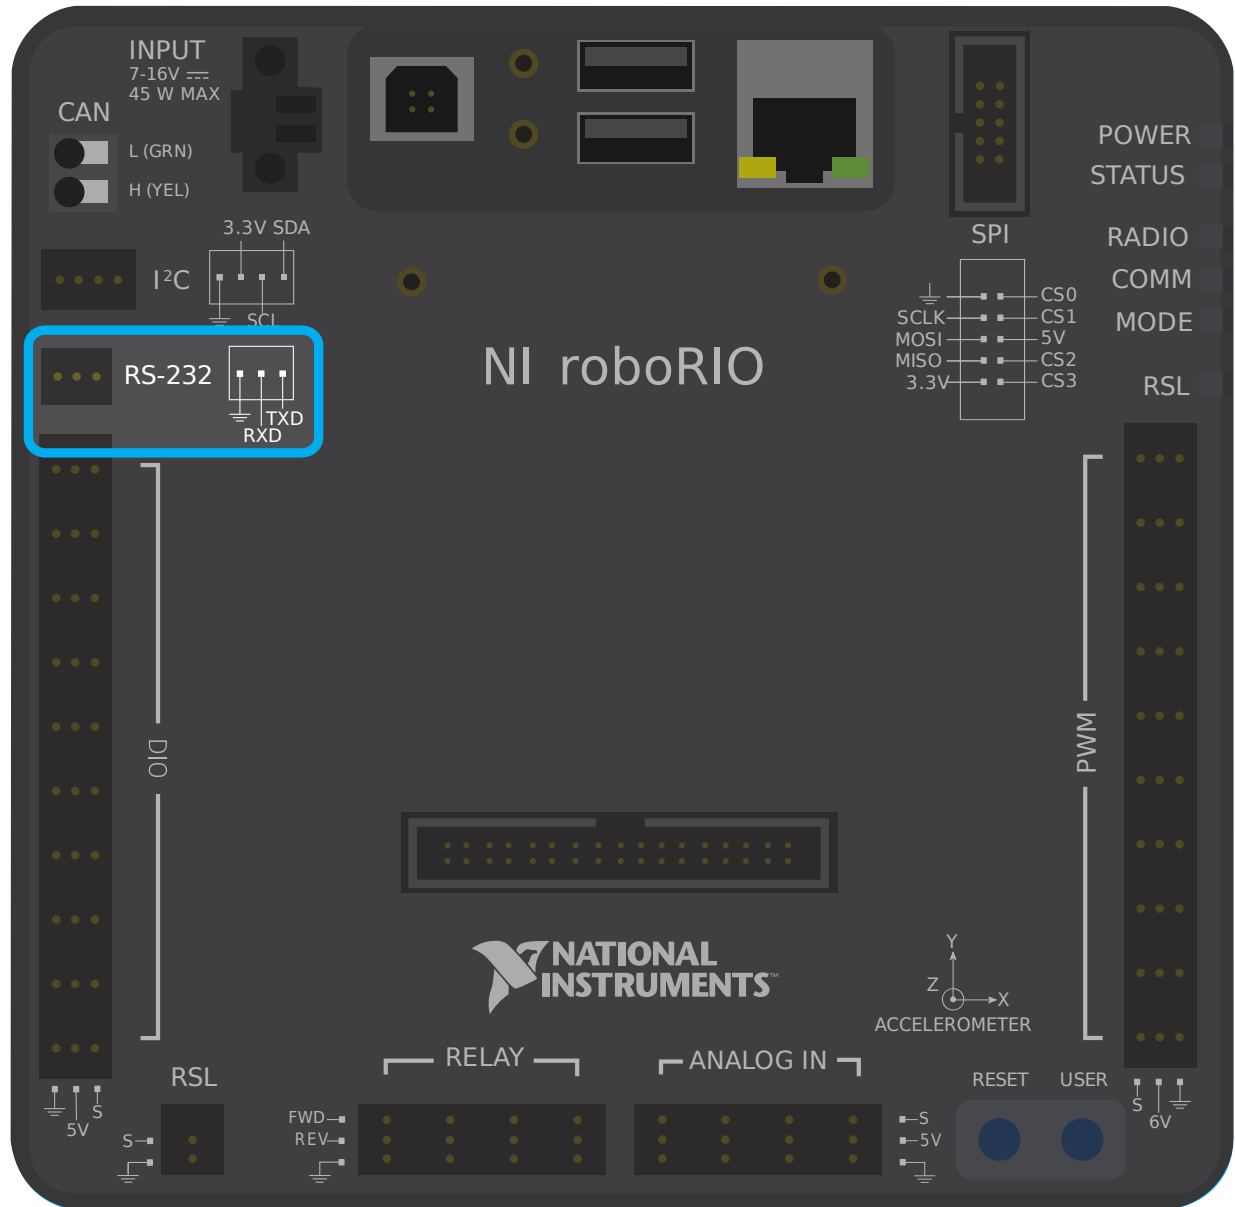 INPUT
7-16V
45 W MAX
CAN
L (GRN)
H (YEL)
3.3V SDA
I²C
SCL
RS-232
TXD
RXD
SPI
CS0
SCLK
CS1
MOSI
5V
MISO
CS2
3.3V
CS3
POWER
STATUS
RADIO
COMM
MODE
RSL
NI roboRIO
DIO
PWM
NATIONAL
INSTRUMENTS™
Y
Z
X
ACCELEROMETER
S
5V
RSL
S
RELAY
FWD
REV
ANALOG IN
S
5V
RESET
USER
S
6V